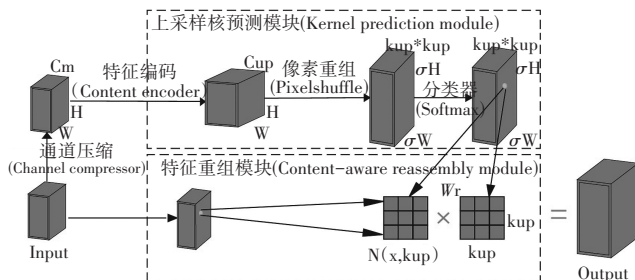 上采样核预测模块(Kernel prediction module)
Cm
特征编码
(Content encoder)
H
W
Cup
像素重组
(Pixelshuffle)
H
W
kup*kup
σH
σW
分类器
(Softmax)
kup*kup
σH
σW
通道压缩
(Channel compressor)
特征重组模块(Content-aware reassembly module)
Input
Wr
N(x,kup)
×
kup
kup
=
Output